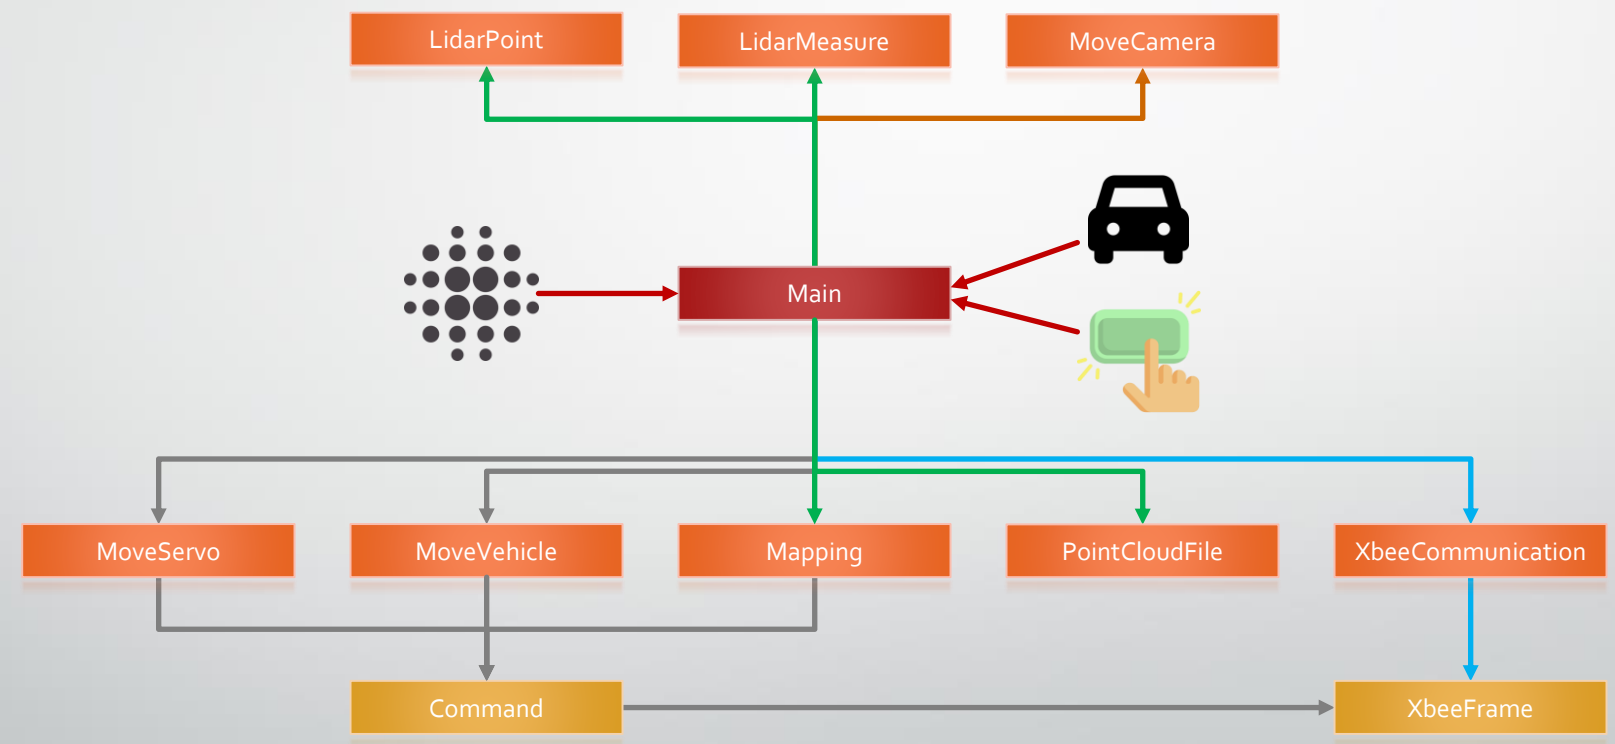 LidarPoint
LidarMeasure
MoveCamera
Main
MoveServo
MoveVehicle
Mapping
PointCloudFile
XbeeCommunication
Command
XbeeFrame